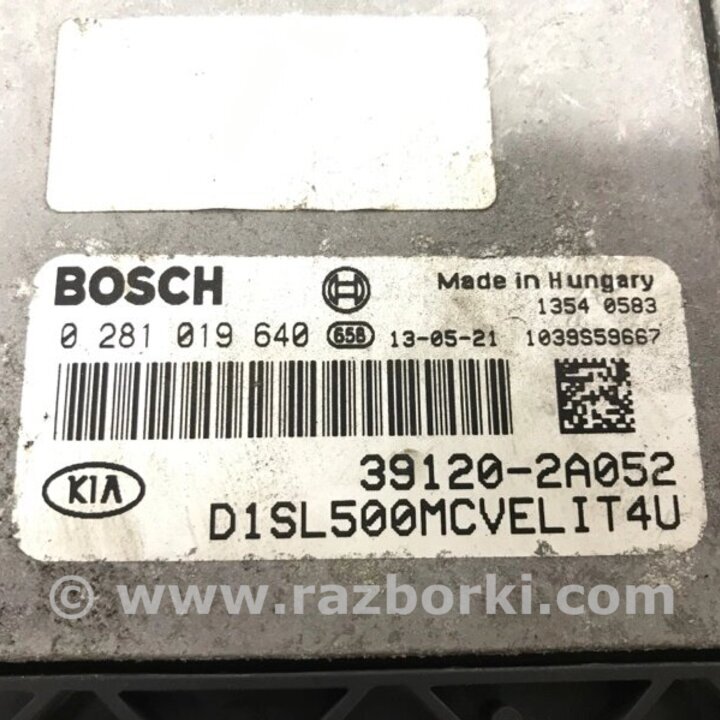 BOSCH
Made in Hungary
1354 0583
0 281 019 640 658 13-05-21 1039S59667
39120-2A052
KIA
D1SL500MCVELIT4U
© www.razborki.com